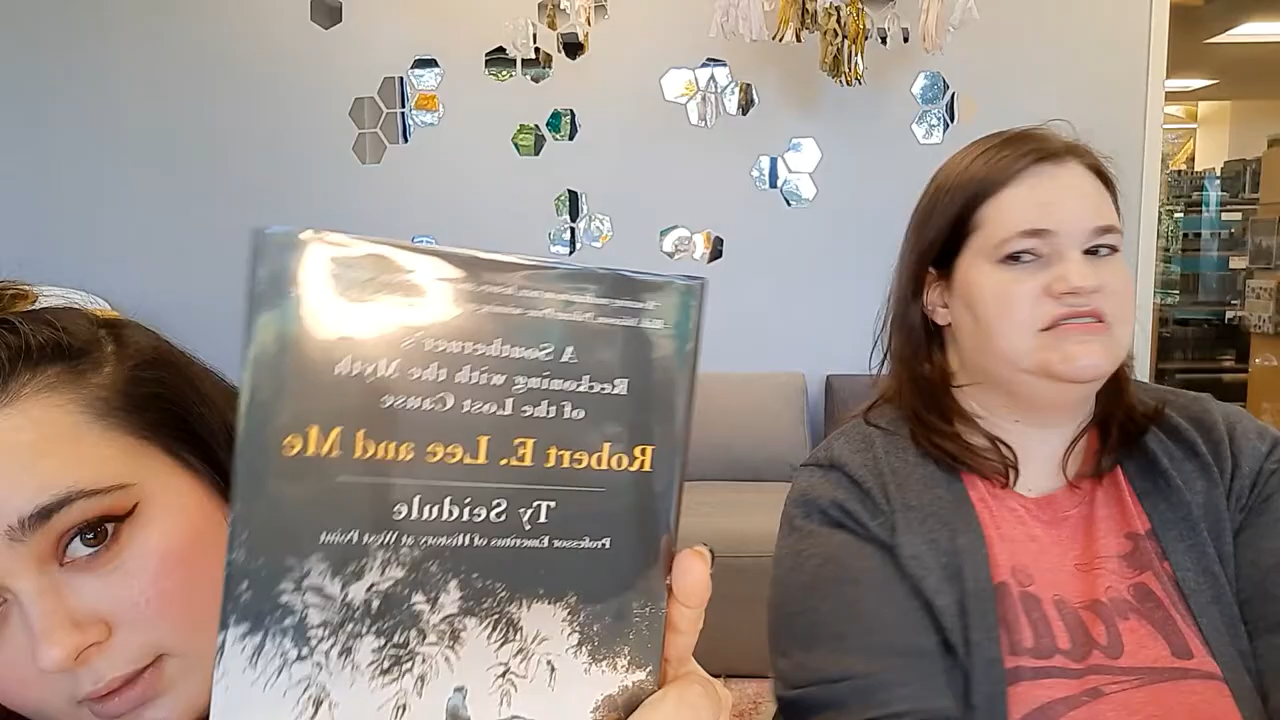 A Southerner's
Reckoning with the Myth
of the Lost Cause
Robert E. Lee and Me
Ty Seidule
Professor Emeritus of History at West Point